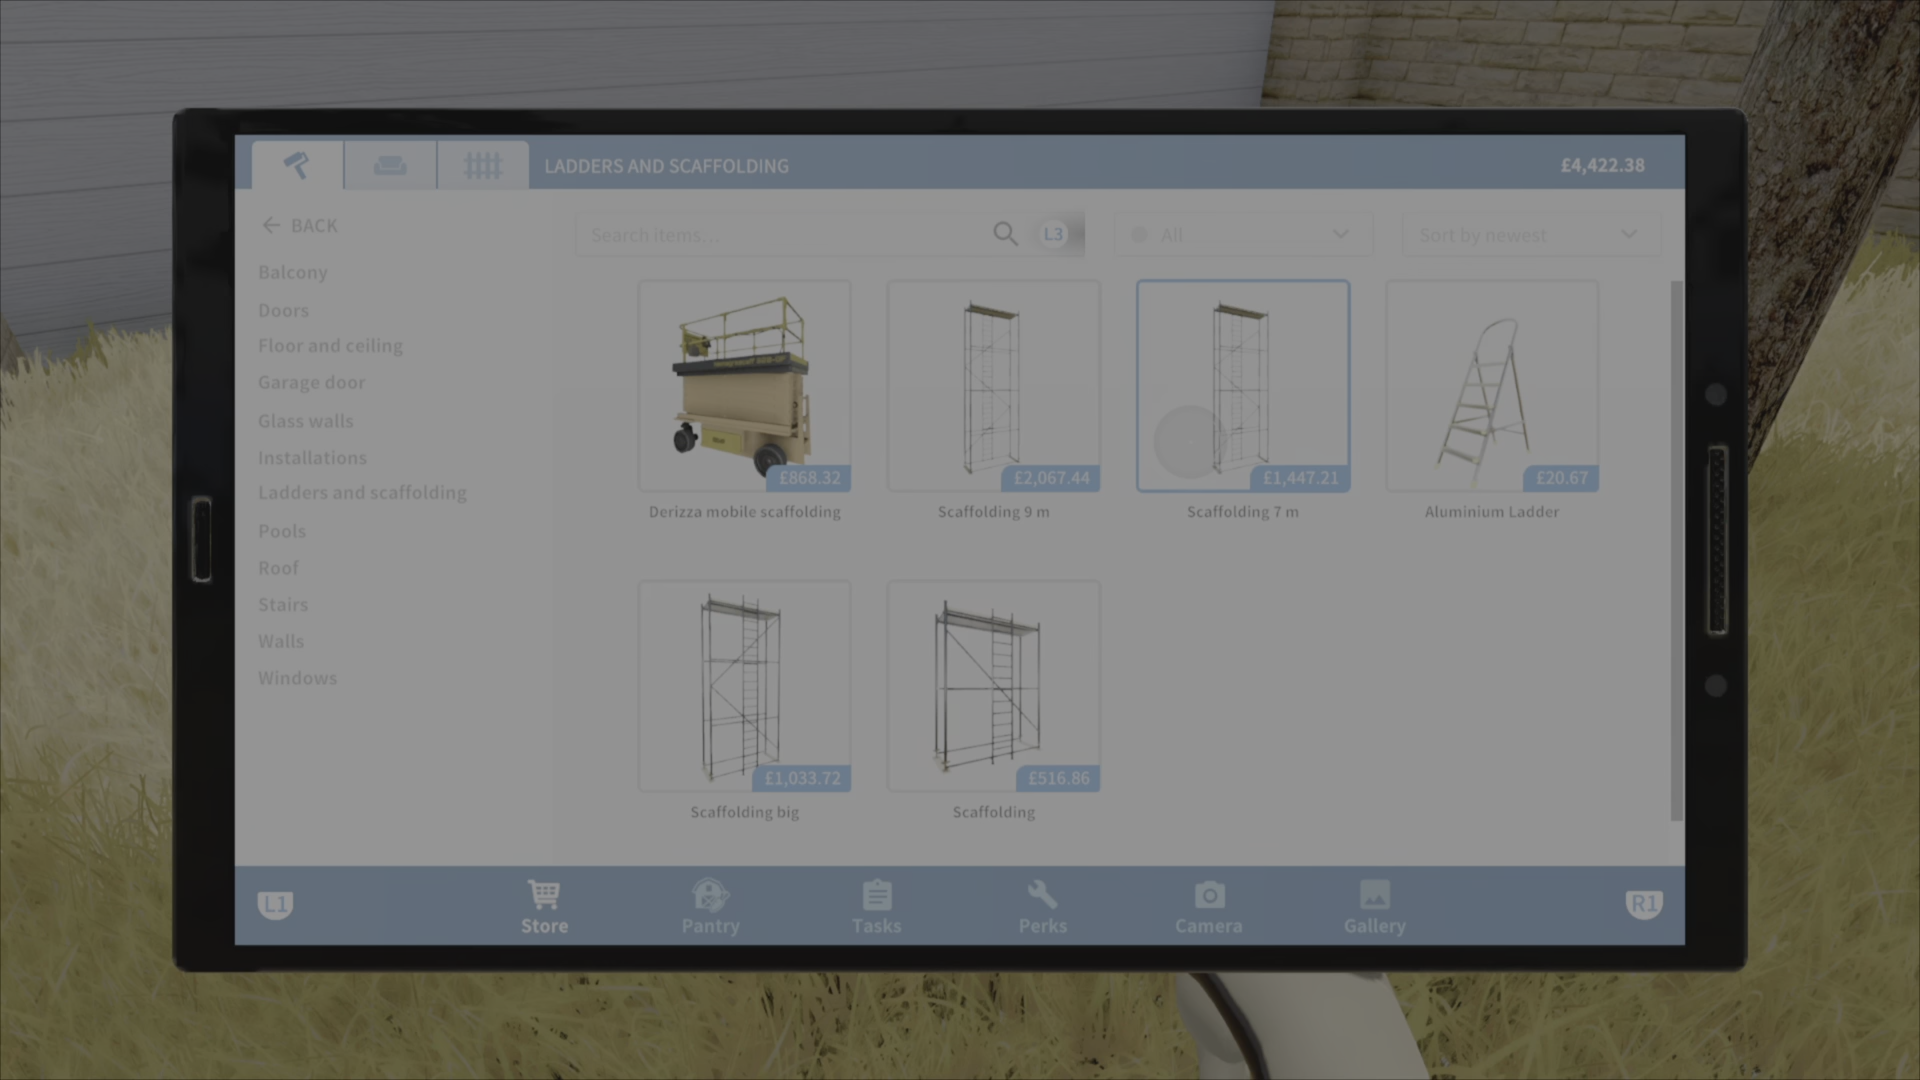 LADDERS AND SCAFFOLDING
£4,422.38
BACK
Search items...
L3
All
Sort by newest
Balcony
Doors
Floor and ceiling
Garage door
Glass walls
Installations
Ladders and scaffolding
Pools
Roof
Stairs
Walls
Windows
£868.32
£2,067.44
£1,447.21
£20.67
Derizza mobile scaffolding
Scaffolding 9 m
Scaffolding 7 m
Aluminium Ladder
£1,033.72
£516.86
Scaffolding big
Scaffolding
L1
Store
Pantry
Tasks
Perks
Camera
Gallery
R1